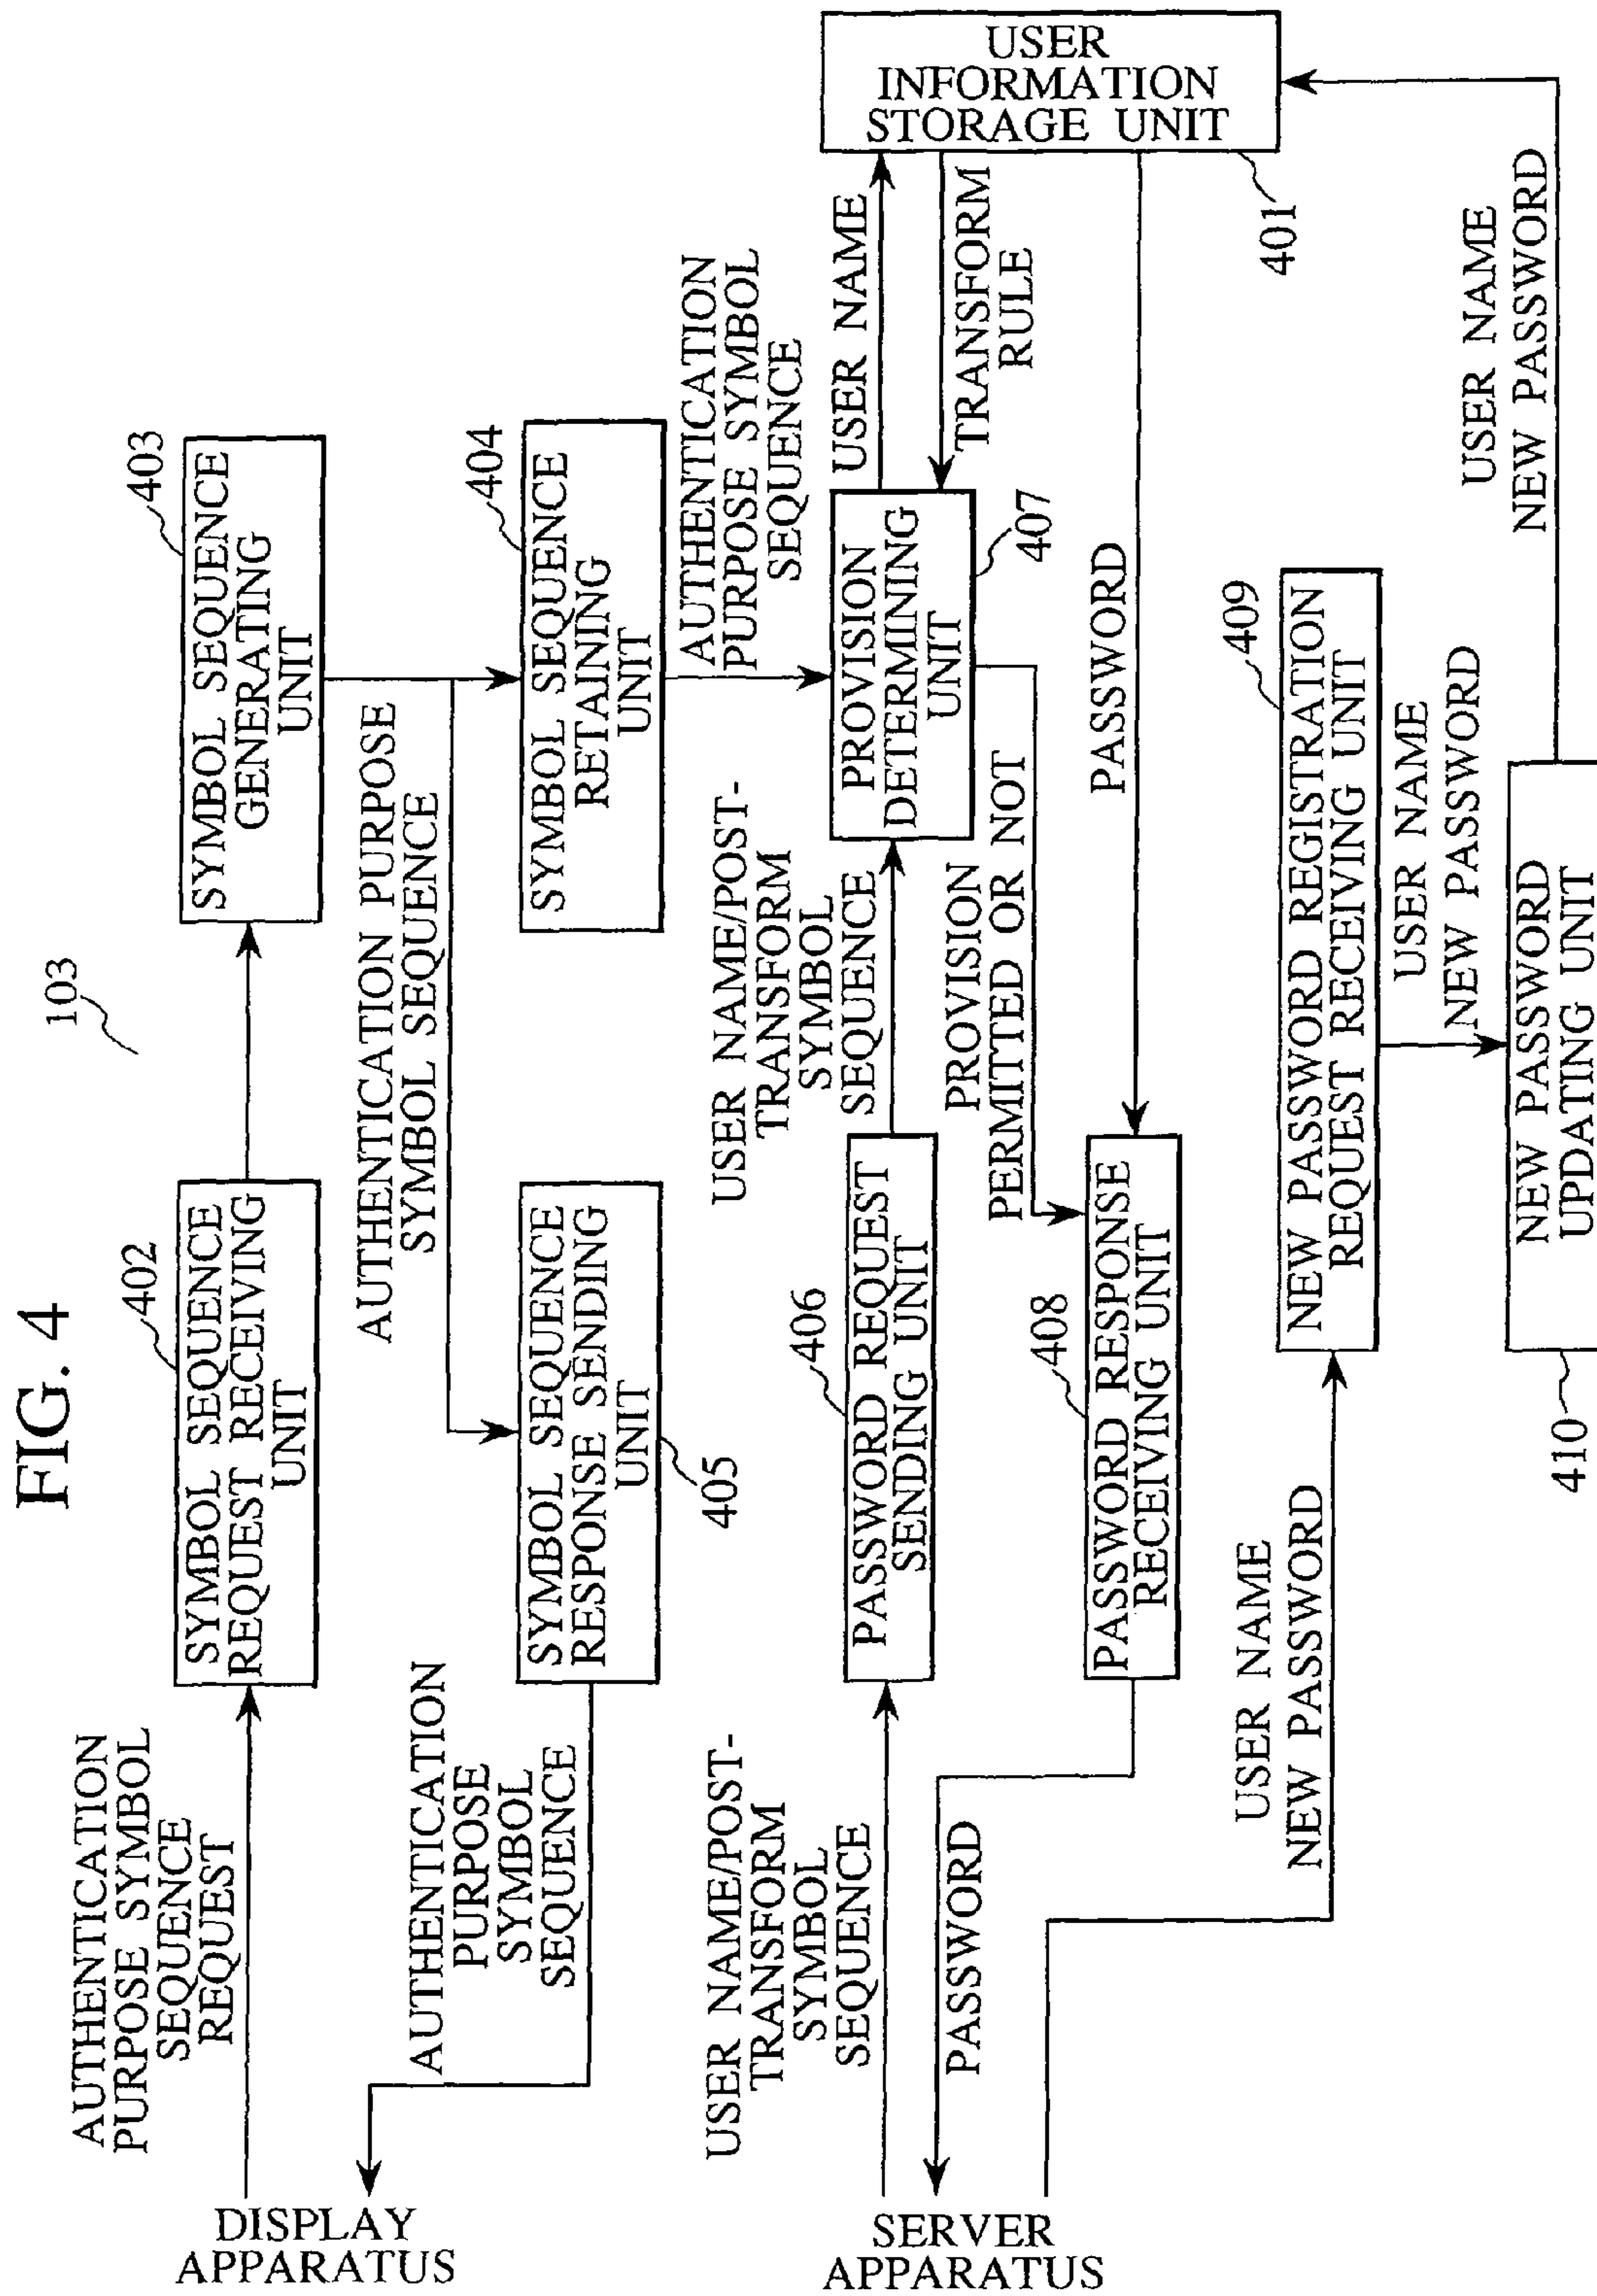 FIG. 4
103
DISPLAY
APPARATUS
AUTHENTICATION
PURPOSE SYMBOL
SEQUENCE
REQUEST
402
SYMBOL SEQUENCE
REQUEST RECEIVING
UNIT
403
SYMBOL SEQUENCE
GENERATING
UNIT
AUTHENTICATION PURPOSE
SYMBOL SEQUENCE
AUTHENTICATION
PURPOSE
SYMBOL
SEQUENCE
SYMBOL SEQUENCE
RESPONSE SENDING
UNIT
405
404
SYMBOL SEQUENCE
RETAINING
UNIT
AUTHENTICATION
PURPOSE SYMBOL
SEQUENCE
SERVER
APPARATUS
USER NAME/POST-
TRANSFORM
SYMBOL
SEQUENCE
406
PASSWORD REQUEST
SENDING UNIT
USER NAME/POST-
TRANSFORM
SYMBOL
SEQUENCE
PROVISION
DETERMINING
UNIT
407
USER NAME
TRANSFORM
RULE
USER
INFORMATION
STORAGE UNIT
401
PASSWORD
408
PASSWORD RESPONSE
RECEIVING UNIT
PROVISION
PERMITTED OR NOT
PASSWORD
USER NAME
NEW PASSWORD
409
NEW PASSWORD REGISTRATION
REQUEST RECEIVING UNIT
USER NAME
NEW PASSWORD
410
NEW PASSWORD
UPDATING UNIT
USER NAME
NEW PASSWORD